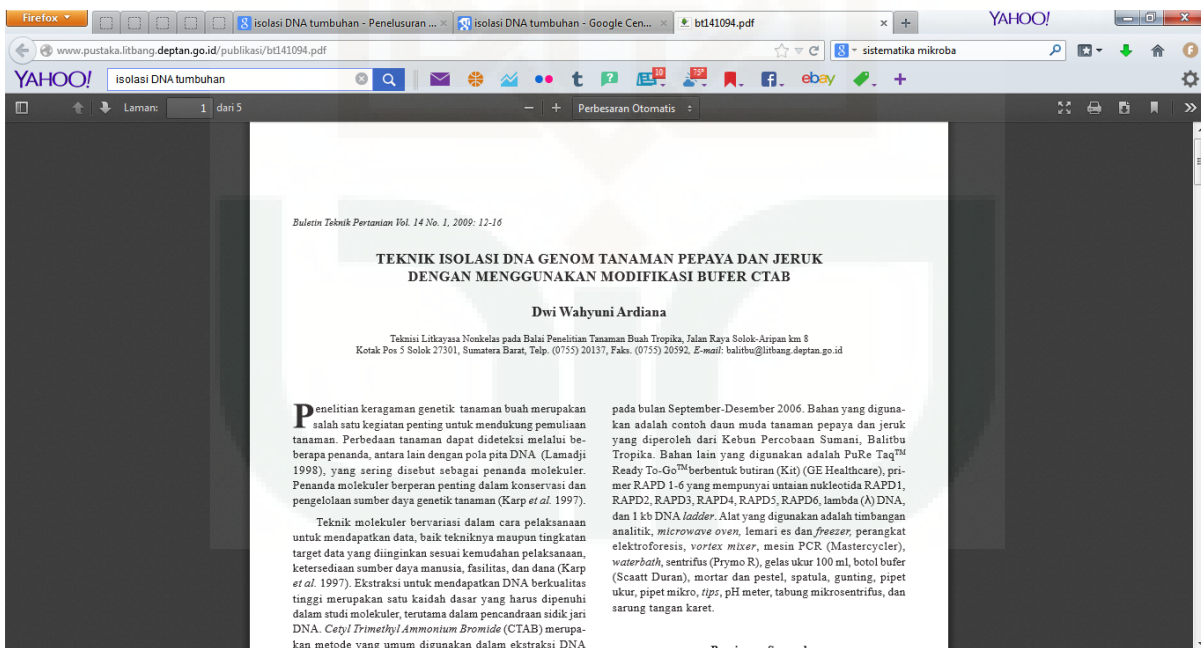 Firefox
isolasi DNA tumbuhan - Penelusuran ...
isolasi DNA tumbuhan - Google Cen...
bt141094.pdf
YAHOO!
www.pustaka.litbang.deptan.go.id/publikasi/bt141094.pdf
sistematika mikroba
YAHOO!
isolasi DNA tumbuhan
10
75°
ebay
Laman:
1
dari 5
Perbesaran Otomatis
Buletin Teknik Pertanian Vol. 14 No. 1, 2009: 12-16
TEKNIK ISOLASI DNA GENOM TANAMAN PEPAYA DAN JERUK
DENGAN MENGGUNAKAN MODIFIKASI BUFER CTAB
Dwi Wahyuni Ardiana
Teknisi Litkayasa Nonkelas pada Balai Penelitian Tanaman Buah Tropika, Jalan Raya Solok-Aripan km 8
Kotak Pos 5 Solok 27301, Sumatera Barat, Telp. (0755) 20137, Faks. (0755) 20592, E-mail: balitbu@litbang.deptan.go.id
Penelitian keragaman genetik tanaman buah merupakan
salah satu kegiatan penting untuk mendukung pemuliaan
tanaman. Perbedaan tanaman dapat dideteksi melalui be-
berapa penanda, antara lain dengan pola pita DNA (Lamadji
1998), yang sering disebut sebagai penanda molekuler.
Penanda molekuler berperan penting dalam konservasi dan
pengelolaan sumber daya genetik tanaman (Karp et al. 1997).
Teknik molekuler bervariasi dalam cara pelaksanaan
untuk mendapatkan data, baik tekniknya maupun tingkatan
target data yang diinginkan sesuai kemudahan pelaksanaan,
ketersediaan sumber daya manusia, fasilitas, dan dana (Karp
et al. 1997). Ekstraksi untuk mendapatkan DNA berkualitas
tinggi merupakan satu kaidah dasar yang harus dipenuhi
dalam studi molekuler, terutama dalam pencandraan sidik jari
DNA. Cetyl Trimethyl Ammonium Bromide (CTAB) merupa-
kan metode yang umum digunakan dalam ekstraksi DNA
pada bulan September-Desember 2006. Bahan yang diguna-
kan adalah contoh daun muda tanaman pepaya dan jeruk
yang diperoleh dari Kebun Percobaan Sumani, Balitbu
Tropika. Bahan lain yang digunakan adalah PuRe Taq™
Ready To-Go™ berbentuk butiran (Kit) (GE Healthcare), pri-
mer RAPD 1-6 yang mempunyai untaian nukleotida RAPD1,
RAPD2, RAPD3, RAPD4, RAPD5, RAPD6, lambda (λ) DNA,
dan 1 kb DNA ladder. Alat yang digunakan adalah timbangan
analitik, microwave oven, lemari es dan freezer, perangkat
elektroforesis, vortex mixer, mesin PCR (Mastercycler),
waterbath, sentrifus (Prymo R), gelas ukur 100 ml, botol bufer
(Scaatt Duran), mortar dan pestel, spatula, gunting, pipet
ukur, pipet mikro, tips, pH meter, tabung mikrosentrifus, dan
sarung tangan karet.